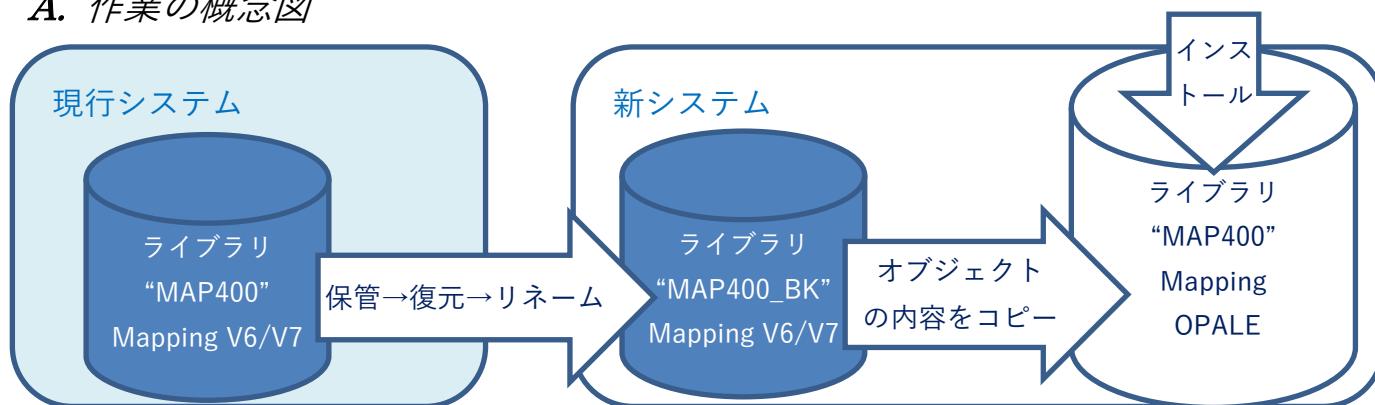 A. 作業の概念図
現行システム
ライブラリ
“MAP400”
Mapping V6/V7
保管→復元→リネーム
新システム
ライブラリ
“MAP400_BK”
Mapping V6/V7
オブジェクト
の内容をコピー
インス
トール
ライブラリ
“MAP400”
Mapping
OPALE